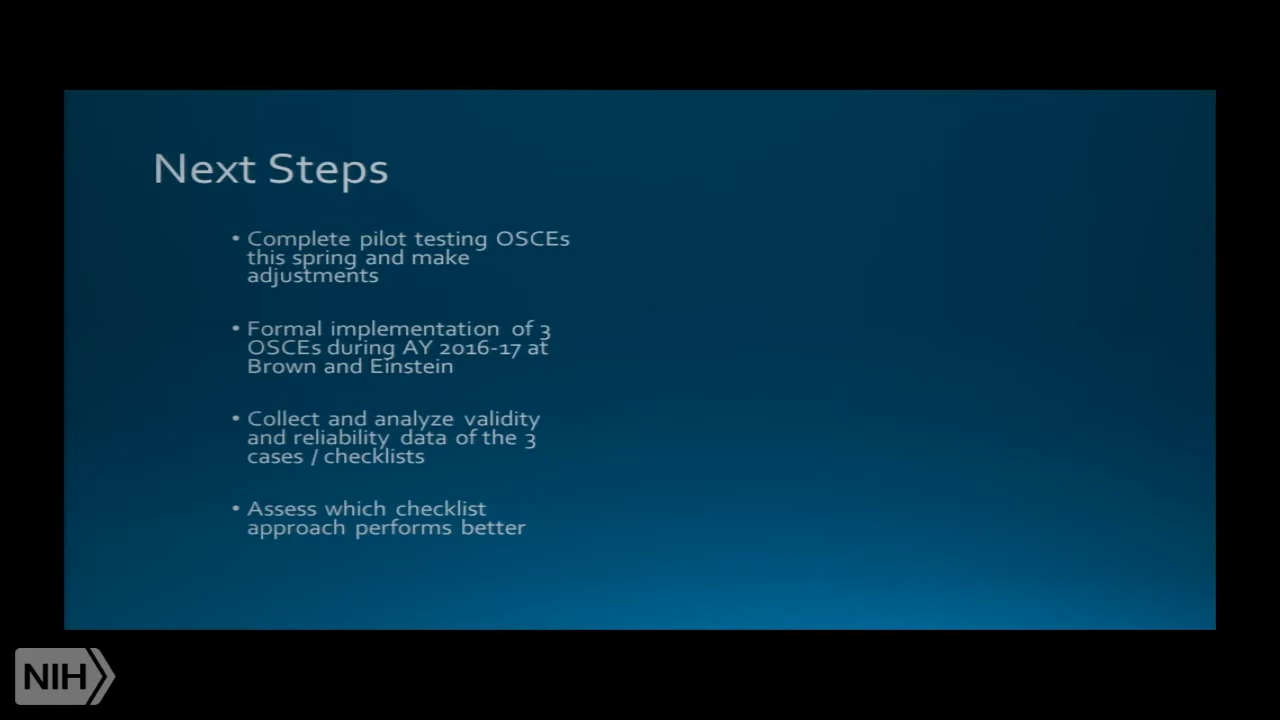 Next Steps
• Complete pilot testing OSCEs
this spring and make
adjustments
• Formal implementation of 3
OSCEs during AY 2016-17 at
Brown and Einstein
• Collect and analyze validity
and reliability data of the 3
cases / checklists
• Assess which checklist
approach performs better
NIH